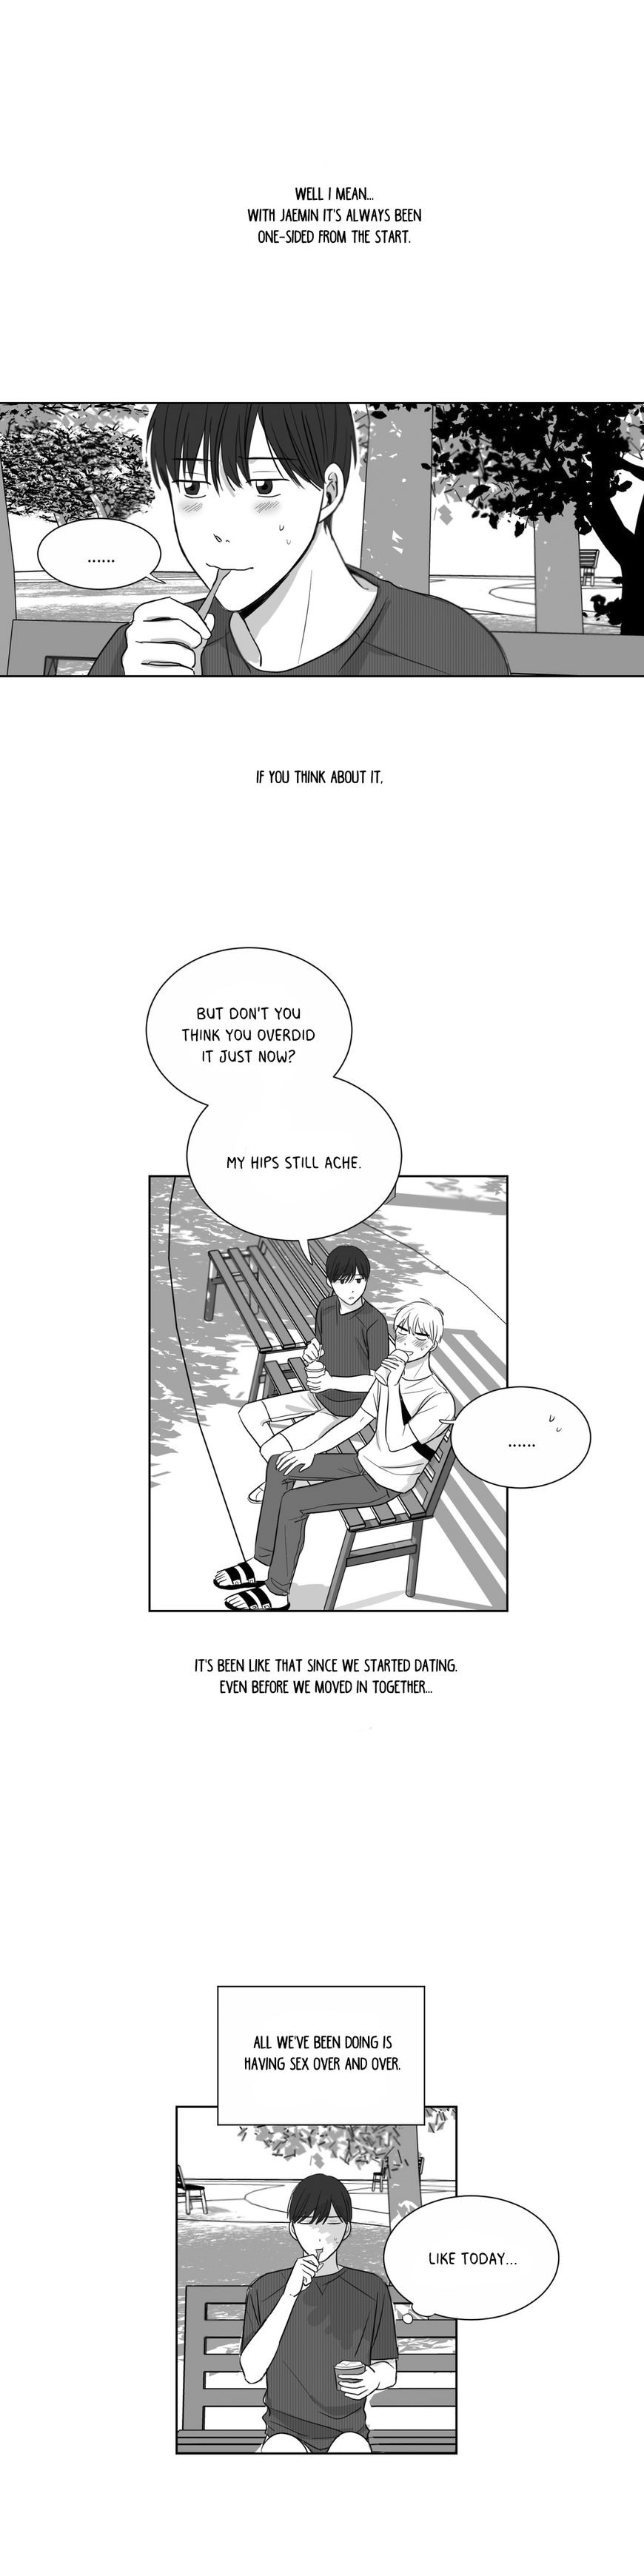 WELL I MEAN...
WITH JAEMIN IT'S ALWAYS BEEN
ONE-SIDED FROM THE START.
......
IF YOU THINK ABOUT IT,
BUT DON'T YOU
THINK YOU OVERDID
IT JUST NOW?
MY HIPS STILL ACHE.
......
IT'S BEEN LIKE THAT SINCE WE STARTED DATING.
EVEN BEFORE WE MOVED IN TOGETHER...
ALL WE'VE BEEN DOING IS
HAVING SEX OVER AND OVER.
LIKE TODAY...